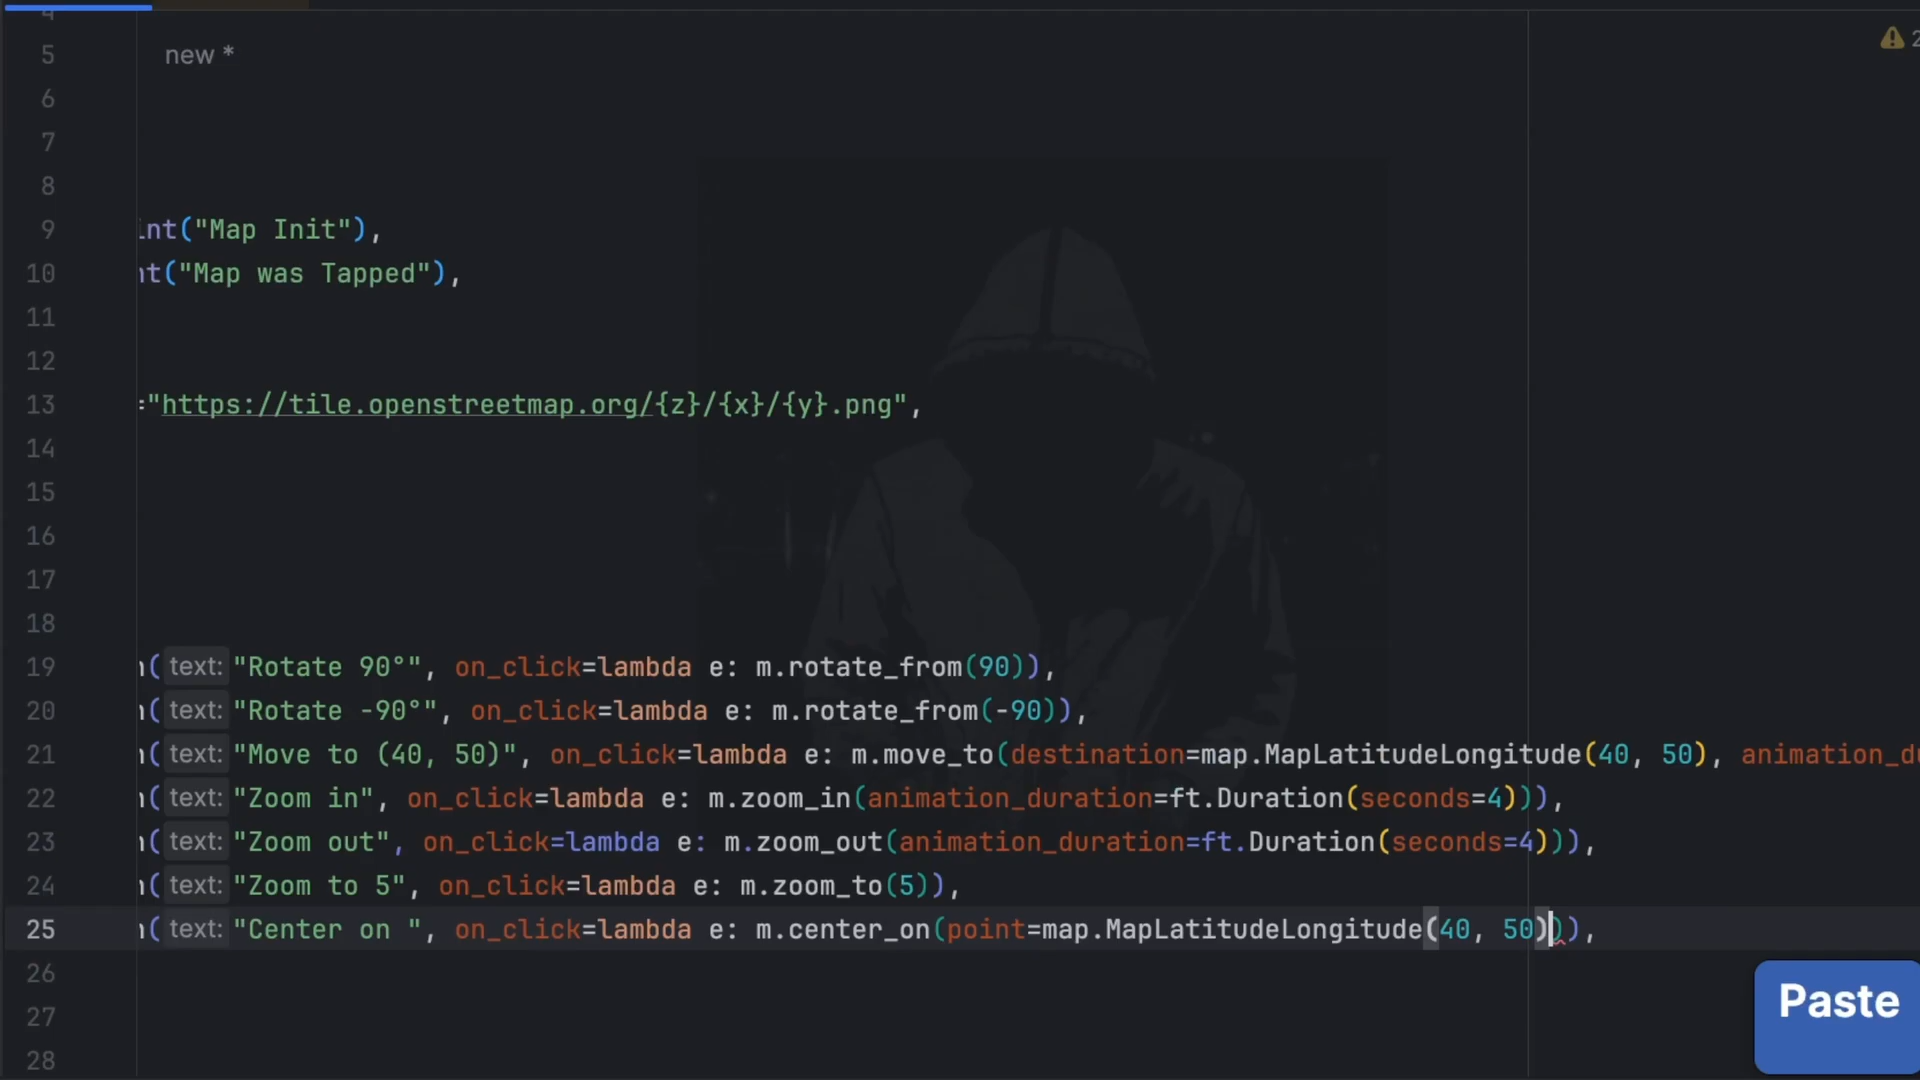 4
5 new *
6
7
8
9 int("Map Init"),
10 nt("Map was Tapped"),
11
12
13 ="https://tile.openstreetmap.org/{z}/{x}/{y}.png",
14
15
16
17
18
19 n( text: "Rotate 90°", on_click=lambda e: m.rotate_from(90)),
20 n( text: "Rotate -90°", on_click=lambda e: m.rotate_from(-90)),
21 n( text: "Move to (40, 50)", on_click=lambda e: m.move_to(destination=map.MapLatitudeLongitude(40, 50), animation_du
22 n( text: "Zoom in", on_click=lambda e: m.zoom_in(animation_duration=ft.Duration(seconds=4))),
23 n( text: "Zoom out", on_click=lambda e: m.zoom_out(animation_duration=ft.Duration(seconds=4))),
24 n( text: "Zoom to 5", on_click=lambda e: m.zoom_to(5)),
25 n( text: "Center on ", on_click=lambda e: m.center_on(point=map.MapLatitudeLongitude(40, 50))),
26
27
28
2
Paste